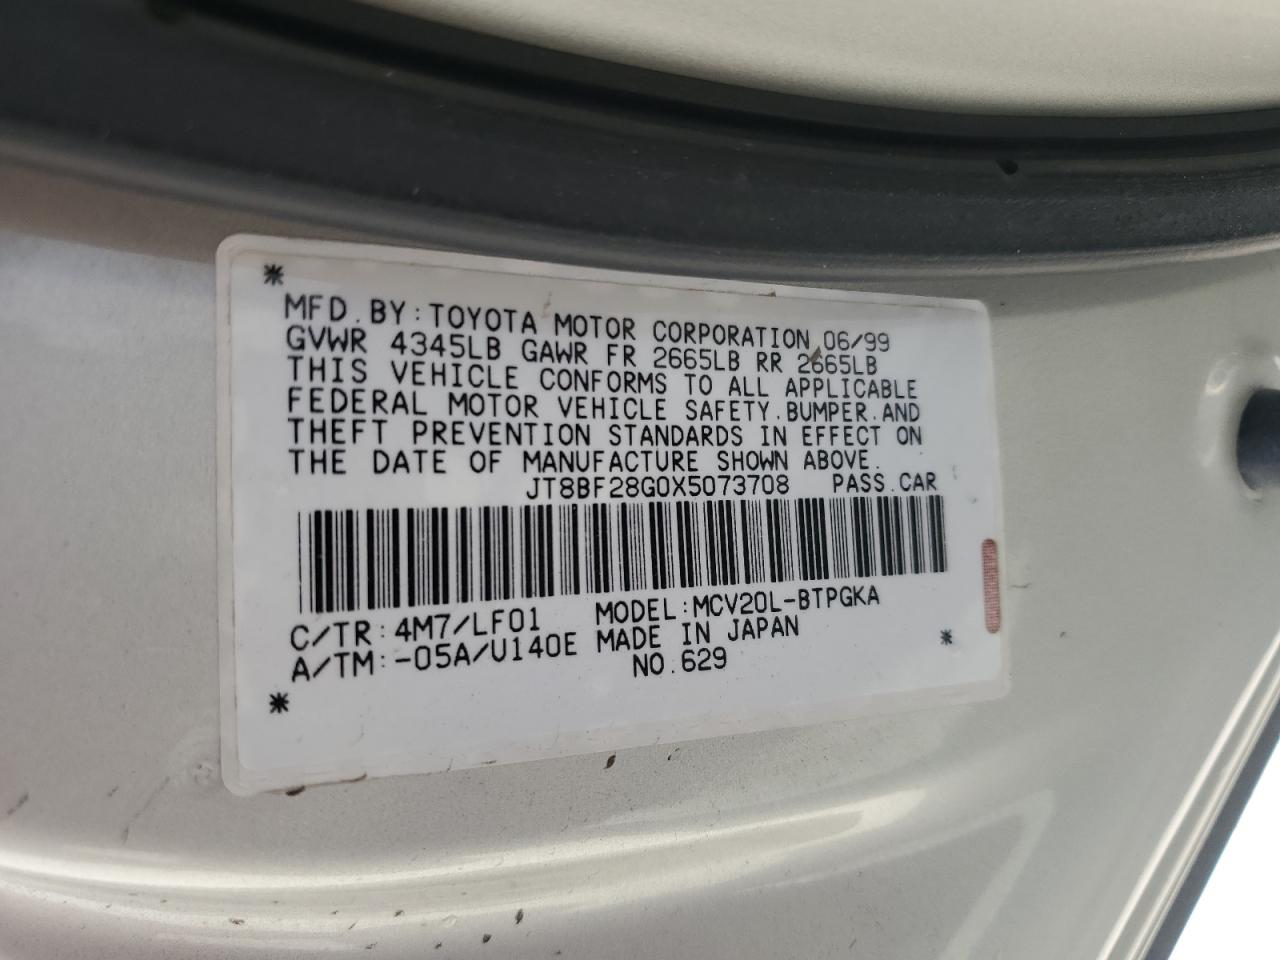 MFD. BY: TOYOTA MOTOR CORPORATION 06/99
GVWR 4345LB GAWR FR 2665LB RR 2665LB
THIS VEHICLE CONFORMS TO ALL APPLICABLE
FEDERAL MOTOR VEHICLE SAFETY.BUMPER.AND
THEFT PREVENTION STANDARDS IN EFFECT ON
THE DATE OF MANUFACTURE SHOWN ABOVE.
JT8BF28G0X5073708 PASS.CAR
C/TR: 4M7/LF01 MODEL: MCV20L-BTPGKA
A/TM: -05A/U140E MADE IN JAPAN
NO.629